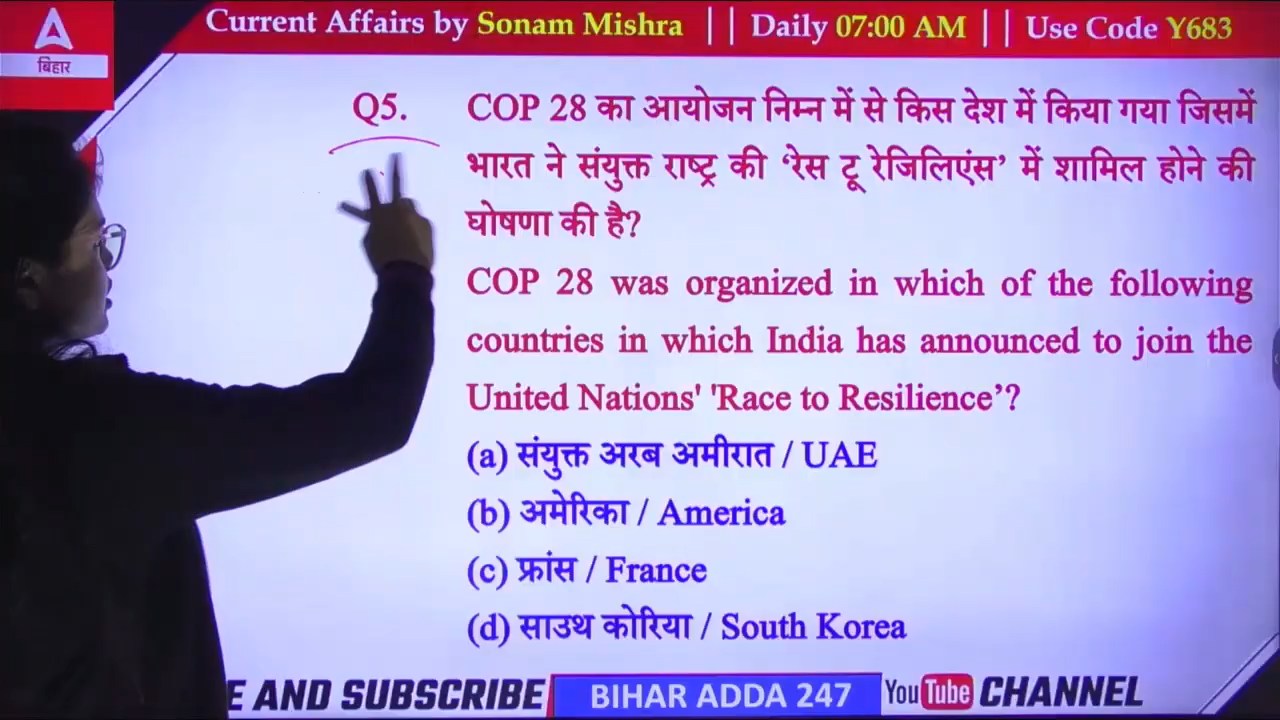 Current Affairs by Sonam Mishra || Daily 07:00 AM || Use Code Y683
बिहार
Q5. COP 28 का आयोजन निम्न में से किस देश में किया गया जिसमें
भारत ने संयुक्त राष्ट्र की ‘रेस टू रेजिलिएंस’ में शामिल होने की
घोषणा की है?
COP 28 was organized in which of the following
countries in which India has announced to join the
United Nations' 'Race to Resilience’?
(a) संयुक्त अरब अमीरात / UAE
(b) अमेरिका / America
(c) फ्रांस / France
(d) साउथ कोरिया / South Korea
E AND SUBSCRIBE BIHAR ADDA 247 YouTube CHANNEL